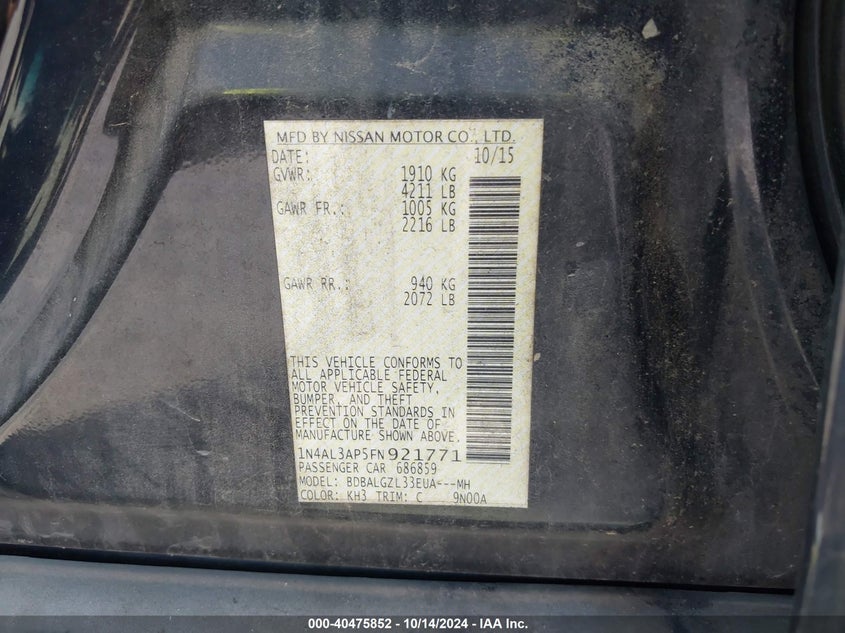 MFD BY NISSAN MOTOR CO., LTD.
DATE: 10/15
GVWR: 1910 KG
4211 LB
GAWR FR.: 1005 KG
2216 LB
GAWR RR.: 940 KG
2072 LB
THIS VEHICLE CONFORMS TO
ALL APPLICABLE FEDERAL
MOTOR VEHICLE SAFETY,
BUMPER, AND THEFT
PREVENTION STANDARDS IN
EFFECT ON THE DATE OF
MANUFACTURE SHOWN ABOVE.
1N4AL3AP5FN921771
PASSENGER CAR 686859
MODEL: BDBALGZL33EUA---MH
COLOR: KH3 TRIM: C 9N00A
000-40475852 / 10/14/2024 - IAA Inc.